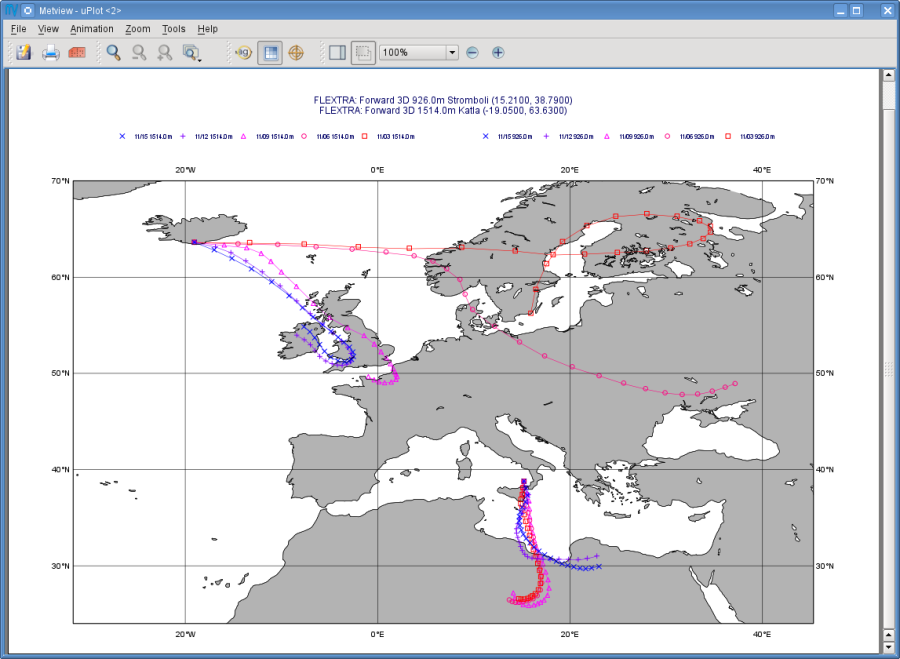 Metview - uPlot <2>
File View Animation Zoom Tools Help
100%
FLEXTRA: Forward 3D 926.0m Stromboli (15.2100, 38.7900)
FLEXTRA: Forward 3D 1514.0m Katla (-19.0500, 63.6300)
11/15 1514.0m 11/12 1514.0m 11/09 1514.0m 11/06 1514.0m 11/03 1514.0m 11/15 926.0m 11/12 926.0m 11/09 926.0m 11/06 926.0m 11/03 926.0m
20°W 0°E 20°E 40°E
70°N 70°N
60°N 60°N
50°N 50°N
40°N 40°N
30°N 30°N
20°W 0°E 20°E 40°E